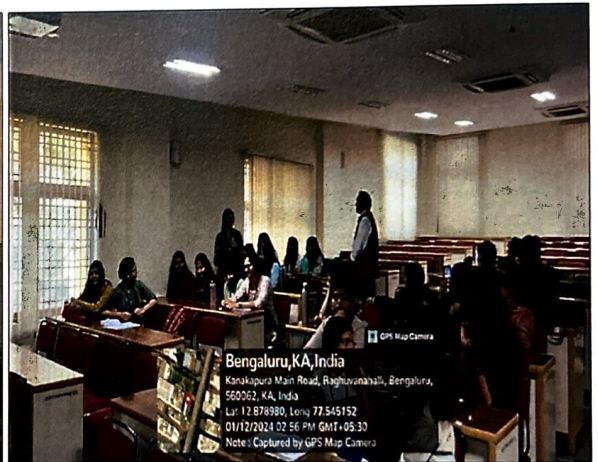 GPS Map Camera
Bengaluru,KA,India
Kanakapura Main Road, Raghuvanahalli, Bengaluru,
560062, KA, India
Lat 12.878980, Long 77.545152
01/12/2024 02:56 PM GMT+05:30
Note : Captured by GPS Map Camera